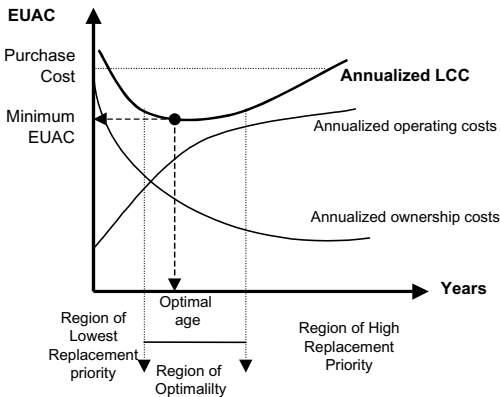 EUAC
Purchase
Cost
Annualized LCC
Minimum
EUAC
Annualized operating costs
Annualized ownership costs
Years
Optimal
age
Region of
Lowest
Replacement
priority
Region of
Optimalilty
Region of High
Replacement
Priority